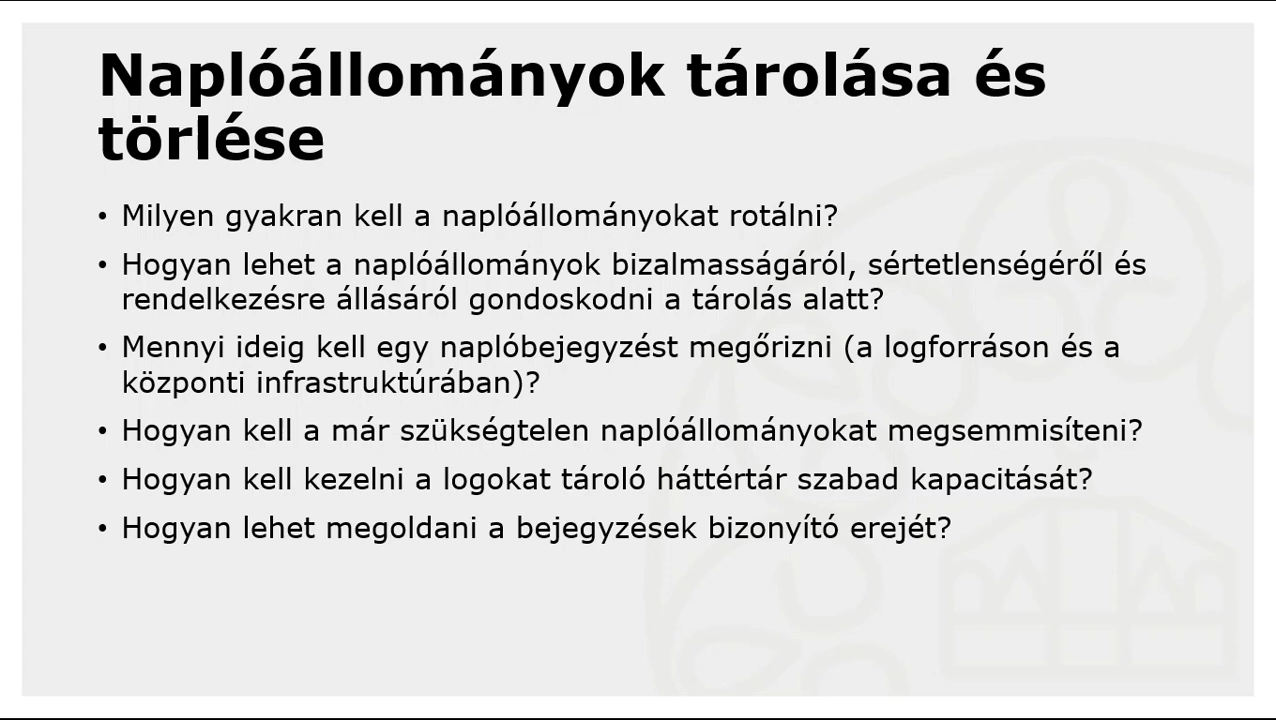 Naplóállományok tárolása és
törlése
• Milyen gyakran kell a naplóállományokat rotálni?
• Hogyan lehet a naplóállományok bizalmasságáról, sértetlenségéről és
rendelkezésre állásáról gondoskodni a tárolás alatt?
• Mennyi ideig kell egy naplóbejegyzést megőrizni (a logforráson és a
központi infrastruktúrában)?
• Hogyan kell a már szükségtelen naplóállományokat megsemmisíteni?
• Hogyan kell kezelni a logokat tároló háttértár szabad kapacitását?
• Hogyan lehet megoldani a bejegyzések bizonyító erejét?